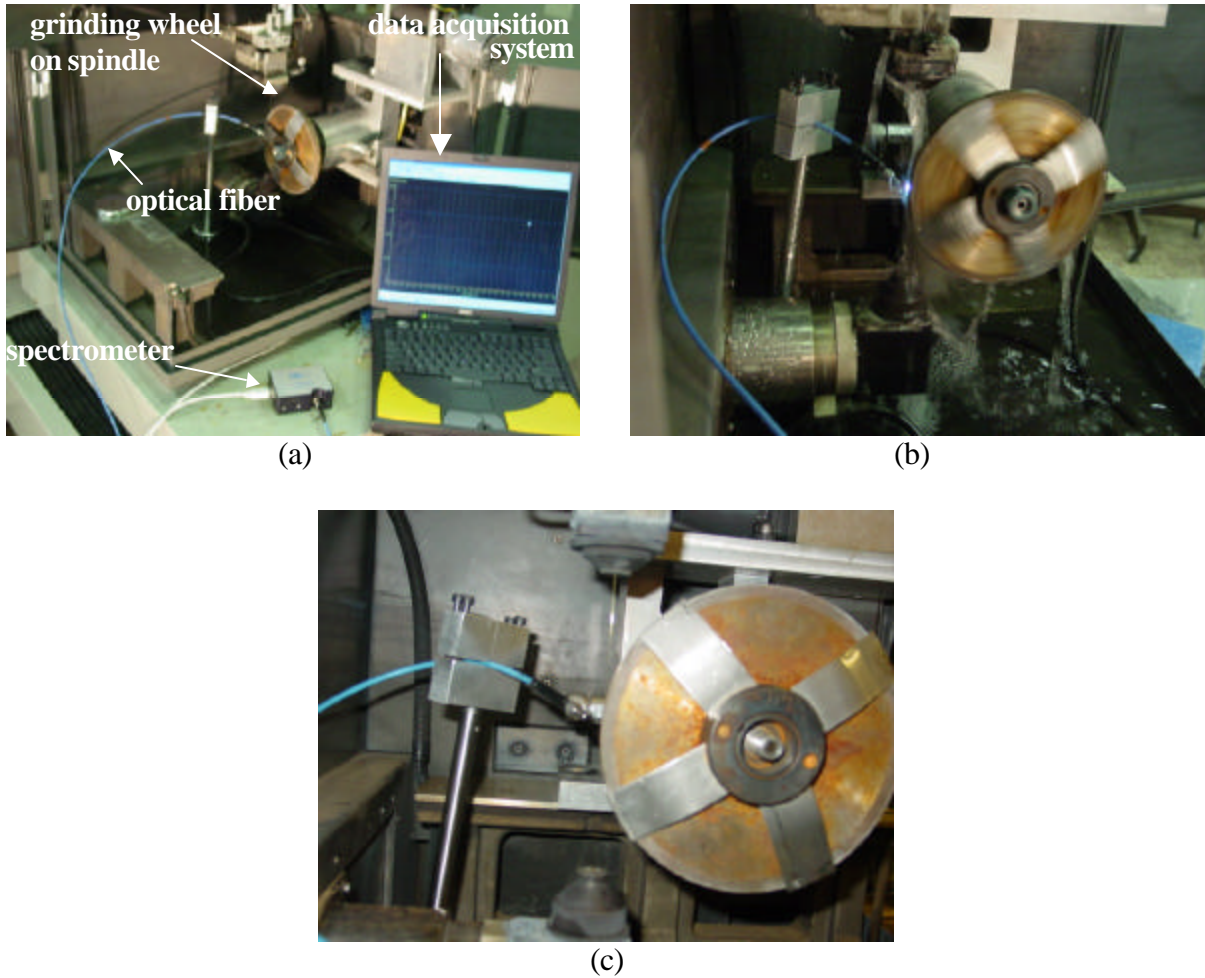 grinding wheel
on spindle
data acquisition
system
optical fiber
spectrometer
(a)
(b)
(c)